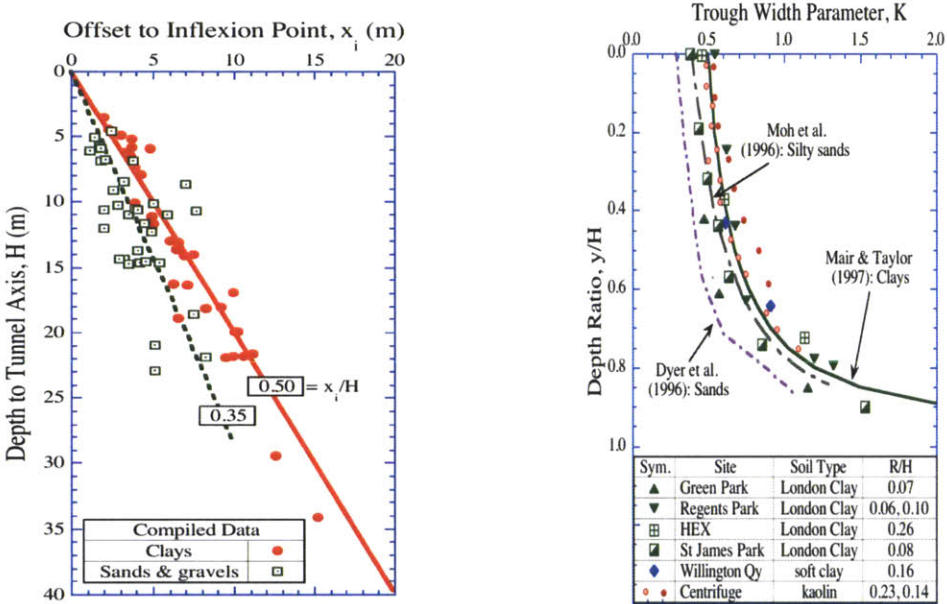 Offset to Inflexion Point, x_i (m)
0 5 10 15 20
Depth to Tunnel Axis, H (m)
0
5
10
15
20
25
30
35
40
0.50 = x_i/H
0.35
Compiled Data
Clays
Sands & gravels
Trough Width Parameter, K
0.0 0.5 1.0 1.5 2.0
Depth Ratio, y/H
0.0
0.2
0.4
0.6
0.8
1.0
Moh et al.
(1996): Silty sands
Mair & Taylor
(1997): Clays
Dyer et al.
(1996): Sands
Sym. Site Soil Type R/H
Green Park London Clay 0.07
Regents Park London Clay 0.06, 0.10
HEX London Clay 0.26
St James Park London Clay 0.08
Willington Qy soft clay 0.16
Centrifuge kaolin 0.23, 0.14